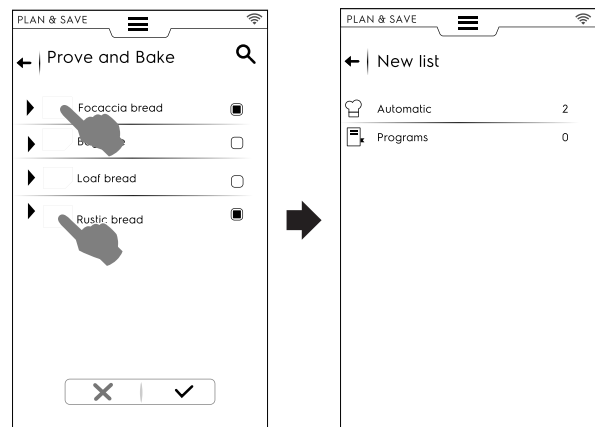 PLAN & SAVE
Prove and Bake
Focaccia bread
Loaf bread
Rustic bread
PLAN & SAVE
New list
Automatic 2
Programs 0